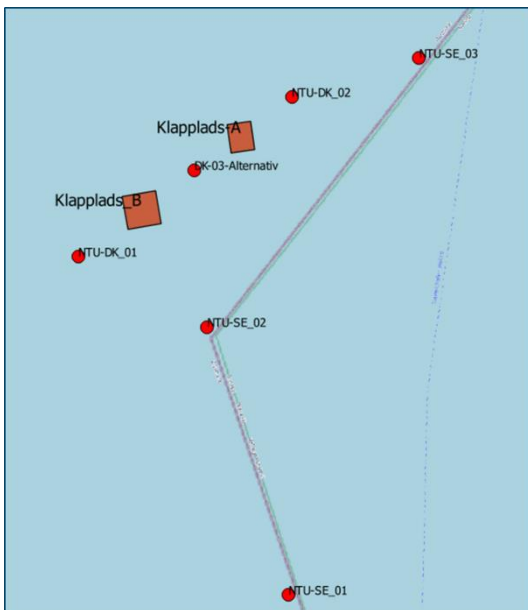 NTU-SE_03
NTU-DK_02
Klapplads-A
DK-03-Alternativ
Klapplads_B
NTU-DK_01
NTU-SE_02
NTU-SE_01